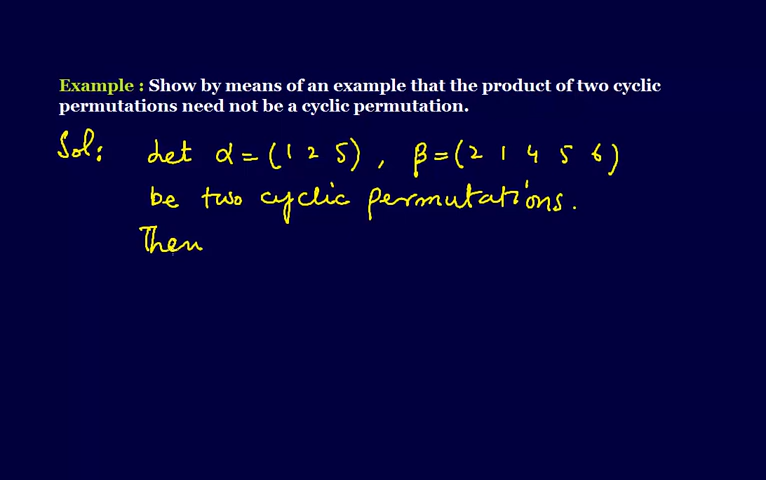 Example : Show by means of an example that the product of two cyclic
permutations need not be a cyclic permutation.
Sol: Let α = (1 2 5) , β = (2 1 4 5 6)
be two cyclic permutations.
Then